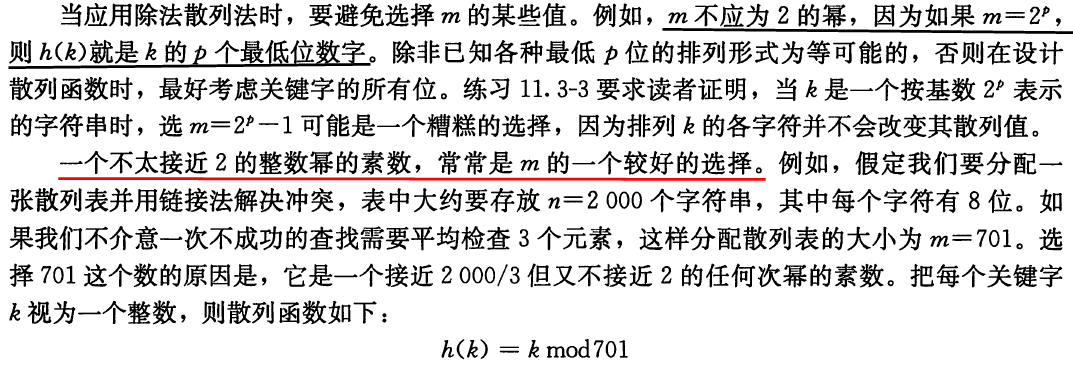 当应用除法散列法时，要避免选择 m 的某些值。例如，m 不应为 2 的幂，因为如果 m=2ᵖ，
则 h(k)就是 k 的 p 个最低位数字。除非已知各种最低 p 位的排列形式为等可能的，否则在设计
散列函数时，最好考虑关键字的所有位。练习 11.3-3 要求读者证明，当 k 是一个按基数 2ᵖ 表示
的字符串时，选 m=2ᵖ-1 可能是一个糟糕的选择，因为排列 k 的各字符并不会改变其散列值。
一个不太接近 2 的整数幂的素数，常常是 m 的一个较好的选择。例如，假定我们要分配一
张散列表并用链接法解决冲突，表中大约要存放 n=2 000 个字符串，其中每个字符有 8 位。如
果我们不介意一次不成功的查找需要平均检查 3 个元素，这样分配散列表的大小为 m=701。选
择 701 这个数的原因是，它是一个接近 2 000/3 但又不接近 2 的任何次幂的素数。把每个关键字
k 视为一个整数，则散列函数如下：
h(k) = k mod701